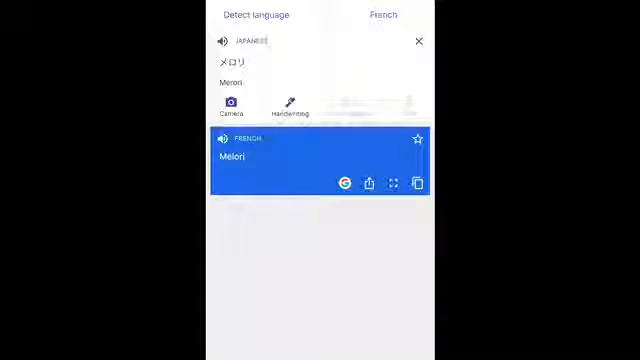 Detect language French
JAPANESE
メロリ
Merori
Camera Handwriting
FRENCH
Melori